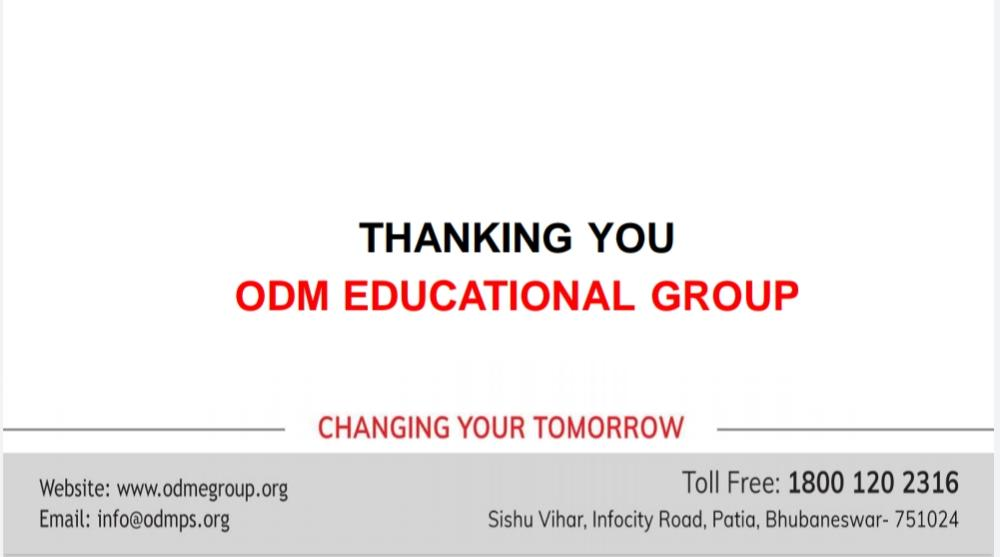 THANKING YOU
ODM EDUCATIONAL GROUP
CHANGING YOUR TOMORROW
Website: www.odmegroup.org
Email: info@odmps.org
Toll Free: 1800 120 2316
Sishu Vihar, Infocity Road, Patia, Bhubaneswar- 751024